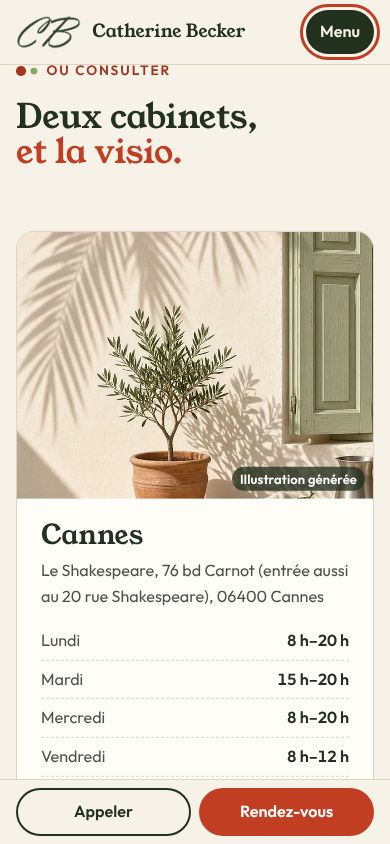 CB Catherine Becker
Menu
OU CONSULTER
Deux cabinets,
et la visio.
Illustration générée
Cannes
Le Shakespeare, 76 bd Carnot (entrée aussi
au 20 rue Shakespeare), 06400 Cannes
Lundi 8 h–20 h
Mardi 15 h–20 h
Mercredi 8 h–20 h
Vendredi 8 h–12 h
Appeler
Rendez-vous